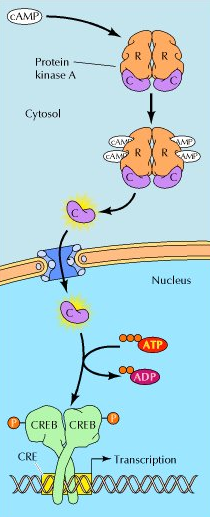 cAMP
Protein
kinase A
R R
C C
Cytosol
cAMP cAMP
R R
cAMP cAMP
C C
C
Nucleus
C
ATP
ADP
P P
CREB CREB
CRE
Transcription